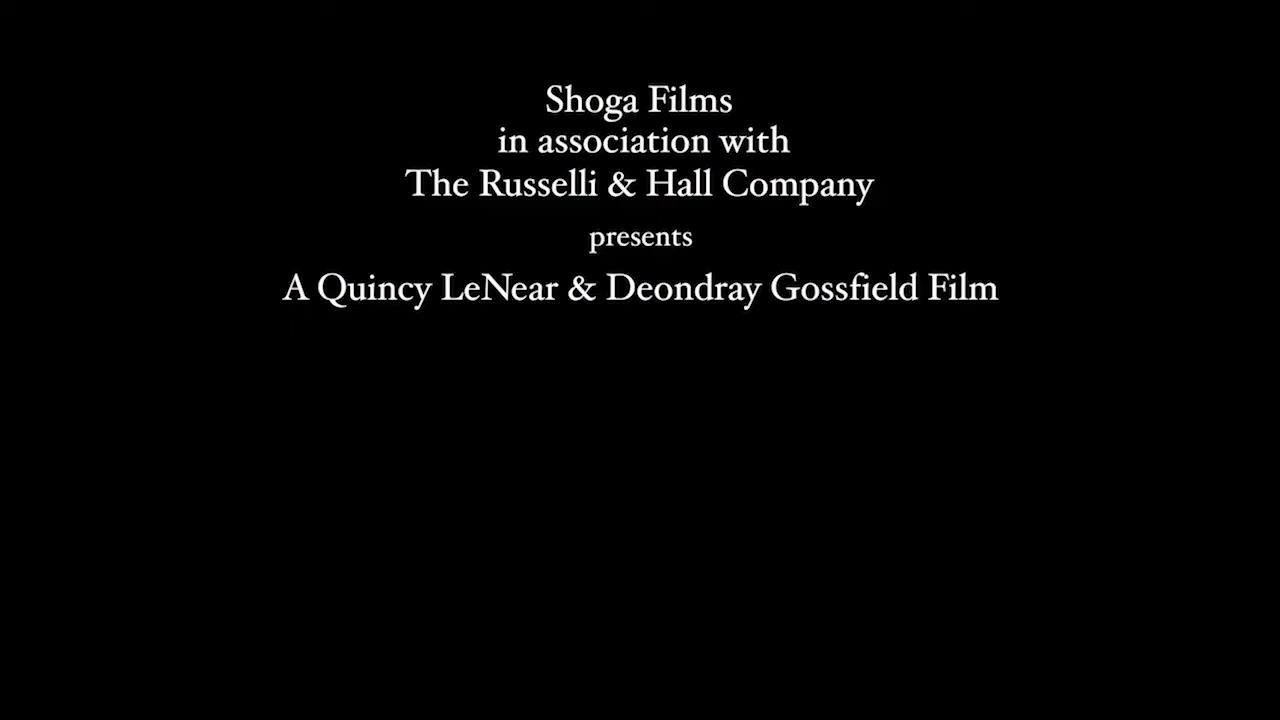 Shoga Films
in association with
The Russelli & Hall Company
presents
A Quincy LeNear & Deondray Gossfield Film